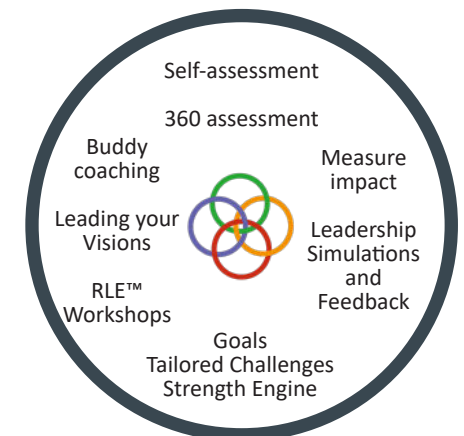 Self-assessment
360 assessment
Buddy
coaching
Measure
impact
Leading your
Visions
Leadership
Simulations
and
Feedback
RLE™
Workshops
Goals
Tailored Challenges
Strength Engine